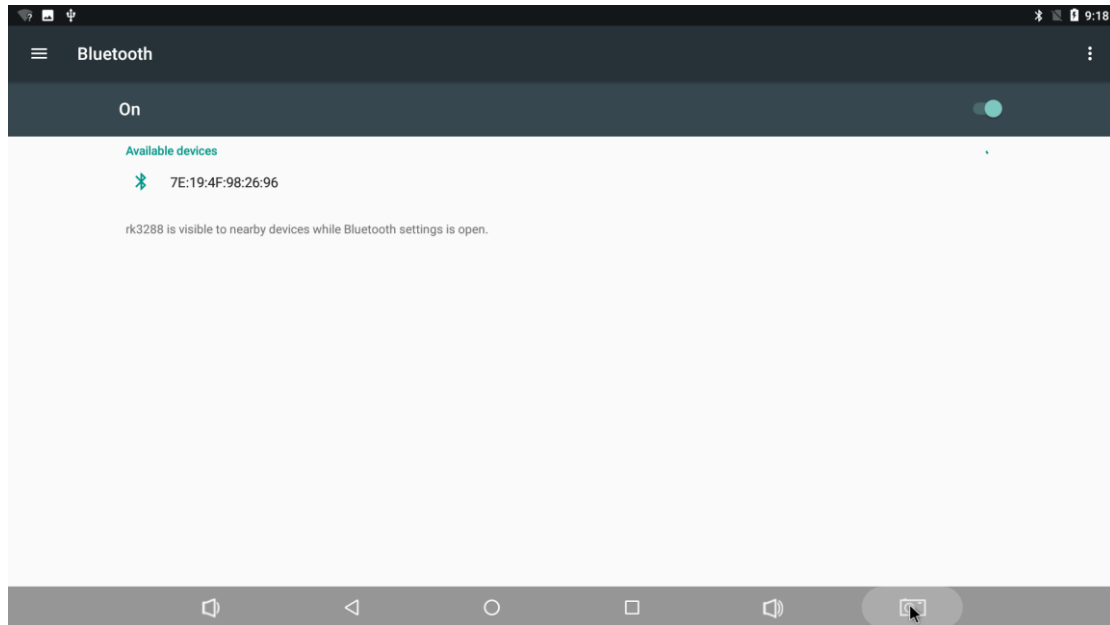 9:18
Bluetooth
On
Available devices
7E:19:4F:98:26:96
rk3288 is visible to nearby devices while Bluetooth settings is open.